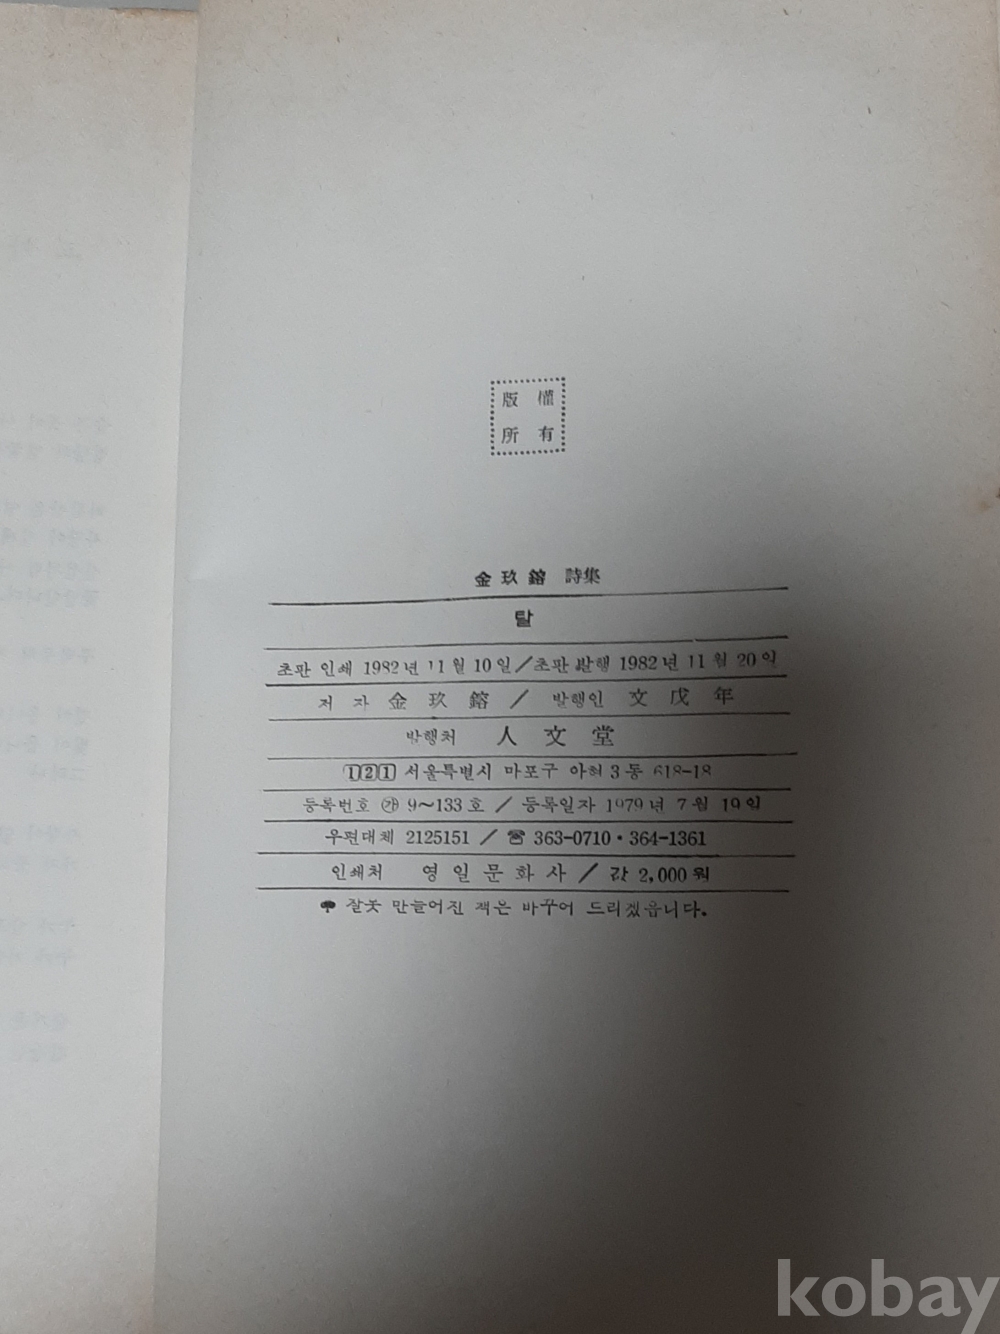 版 權
所 有
金 玖 鎔 詩集
탈
초판 인쇄 1982년 11월 10일 / 초판 발행 1982년 11월 20일
저 자 金 玖 鎔 / 발행인 文 戊 年
발행처 人 文 堂
121 서울특별시 마포구 아현 3동 618-18
등록번호 ㉮ 9~133호 / 등록일자 1979년 7월 19일
우편대체 2125151 / ☎ 363-0710·364-1361
인쇄처 영 일 문 화 사 / 값 2,000원
잘못 만들어진 책은 바꾸어 드리겠읍니다.
kobay